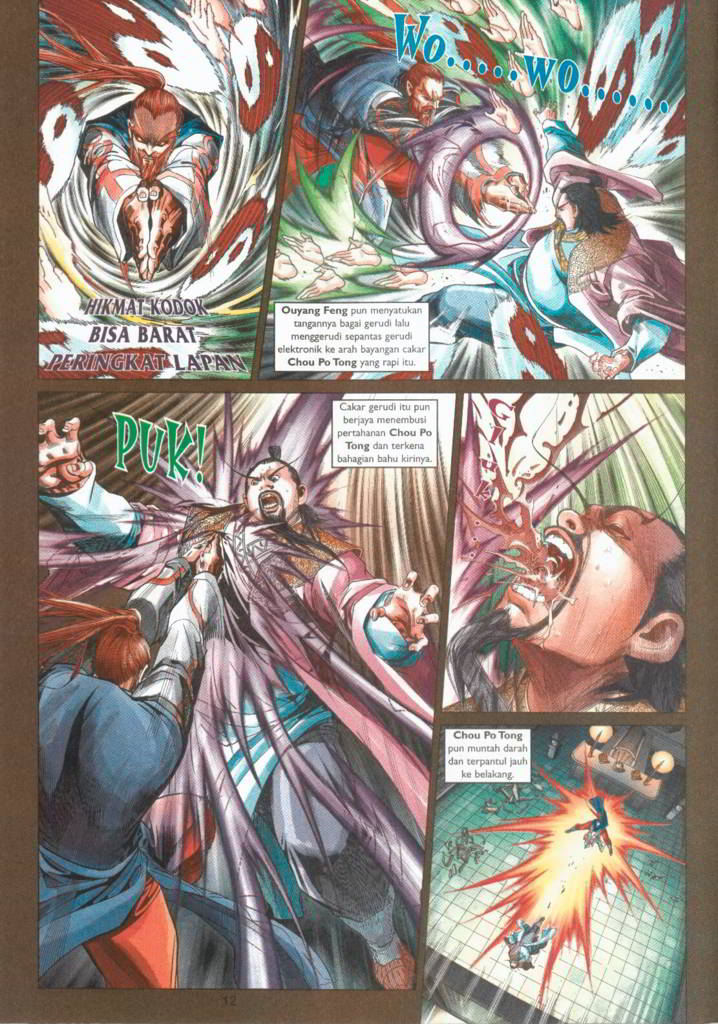 HIKMAT KODOK
BISA BARAT
PERINGKAT LAPAN
WO.....WO......
Ouyang Feng pun menyatukan
tangannya bagai gerudi lalu
menggerudi sepantas gerudi
elektronik ke arah bayangan cakar
Chou Po Tong yang rapi itu.
PUK!
Cakar gerudi itu pun
berjaya menembusi
pertahanan Chou Po
Tong dan terkena
bahagian bahu kirinya.
Chou Po Tong
pun muntah darah
dan terpantul jauh
ke belakang.
12